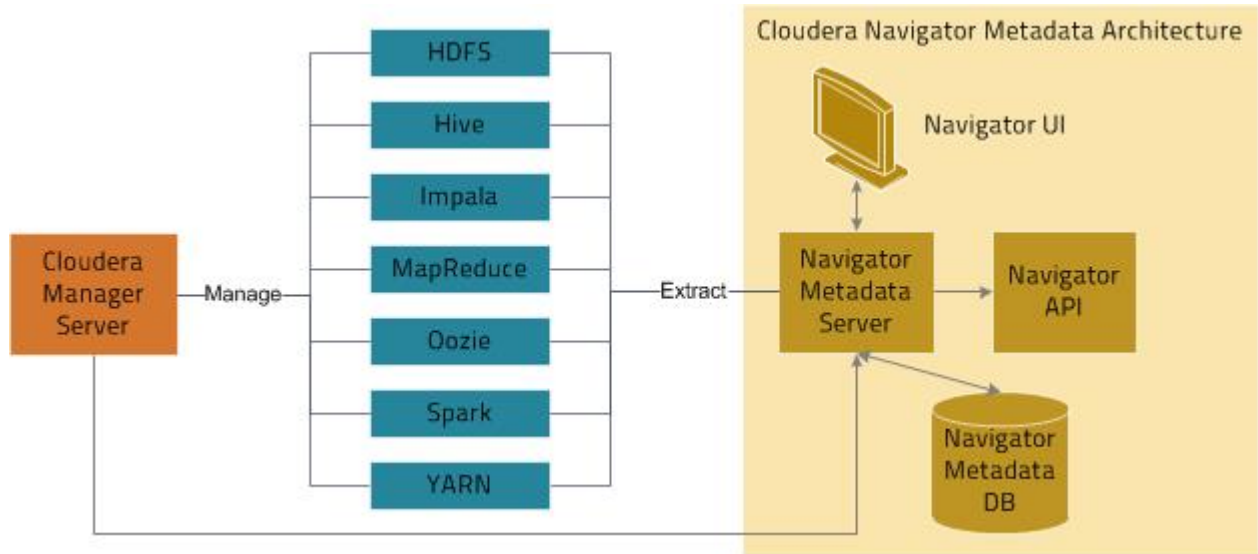 Cloudera Navigator Metadata Architecture
HDFS
Hive
Impala
MapReduce
Oozie
Spark
YARN
Cloudera
Manager
Server
Manage
Extract
Navigator UI
Navigator
Metadata
Server
Navigator
API
Navigator
Metadata
DB